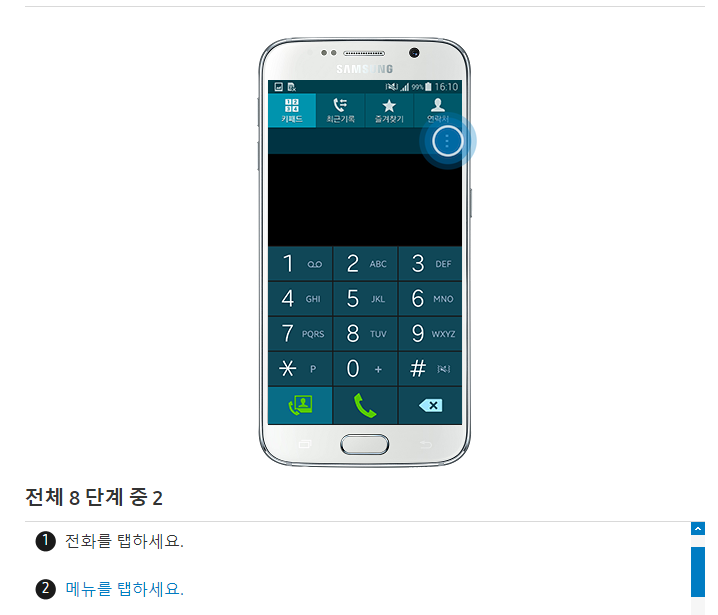 SAMSUNG
99% 16:10
키패드 최근기록 즐겨찾기 연락처
1 2 ABC 3 DEF
4 GHI 5 JKL 6 MNO
7 PQRS 8 TUV 9 WXYZ
* P 0 + #
전체 8 단계 중 2
1 전화를 탭하세요.
2 메뉴를 탭하세요.